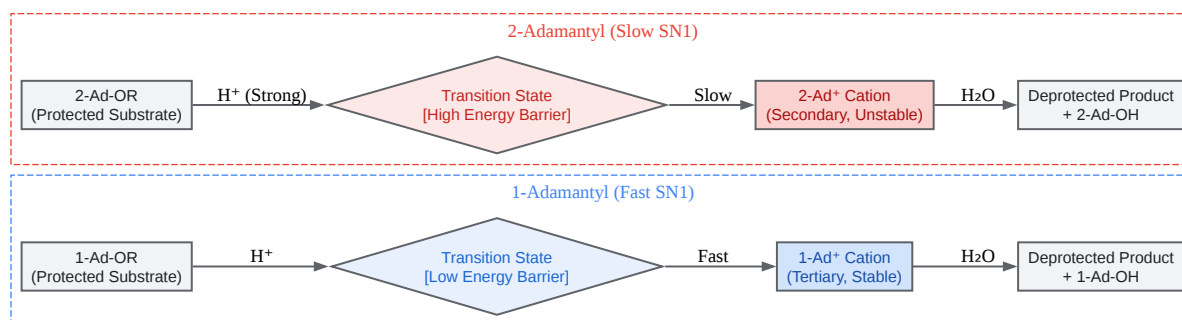 2-Adamantyl (Slow SN1)
2-Ad-OR
(Protected Substrate)
H⁺ (Strong)
Transition State
[High Energy Barrier]
Slow
2-Ad⁺ Cation
(Secondary, Unstable)
H₂O
Deprotected Product
+ 2-Ad-OH
1-Adamantyl (Fast SN1)
1-Ad-OR
(Protected Substrate)
H⁺
Transition State
[Low Energy Barrier]
Fast
1-Ad⁺ Cation
(Tertiary, Stable)
H₂O
Deprotected Product
+ 1-Ad-OH